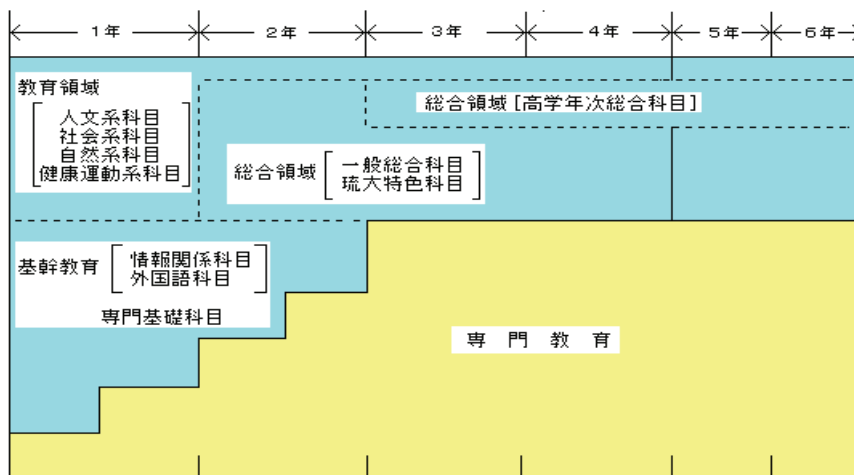 1年 2年 3年 4年 5年 6年
教育領域
人文系科目
社会系科目
自然系科目
健康運動系科目
総合領域[高学年次総合科目]
総合領域
一般総合科目
琉大特色科目
基幹教育
情報関係科目
外国語科目
専門基礎科目
専門教育